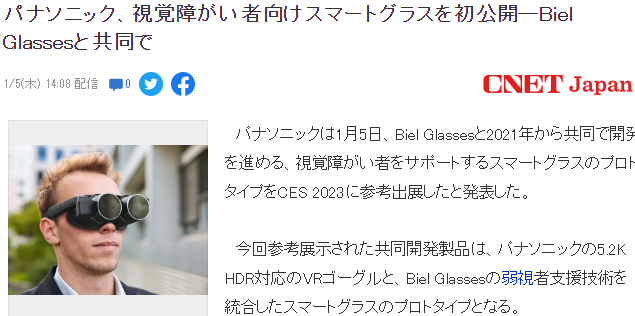 パナソニック、視覚障がい者向けスマートグラスを初公開―Biel
Glassesと共同で
1/5(木) 14:08 配信 0
CNET Japan
パナソニックは1月5日、Biel Glassesと2021年から共同で開発
を進める、視覚障がい者をサポートするスマートグラスのプロト
タイプをCES 2023に参考出展したと発表した。
今回参考展示された共同開発製品は、パナソニックの5.2K
HDR対応のVRゴーグルと、Biel Glassesの弱視者支援技術を
統合したスマートグラスのプロトタイプとなる。